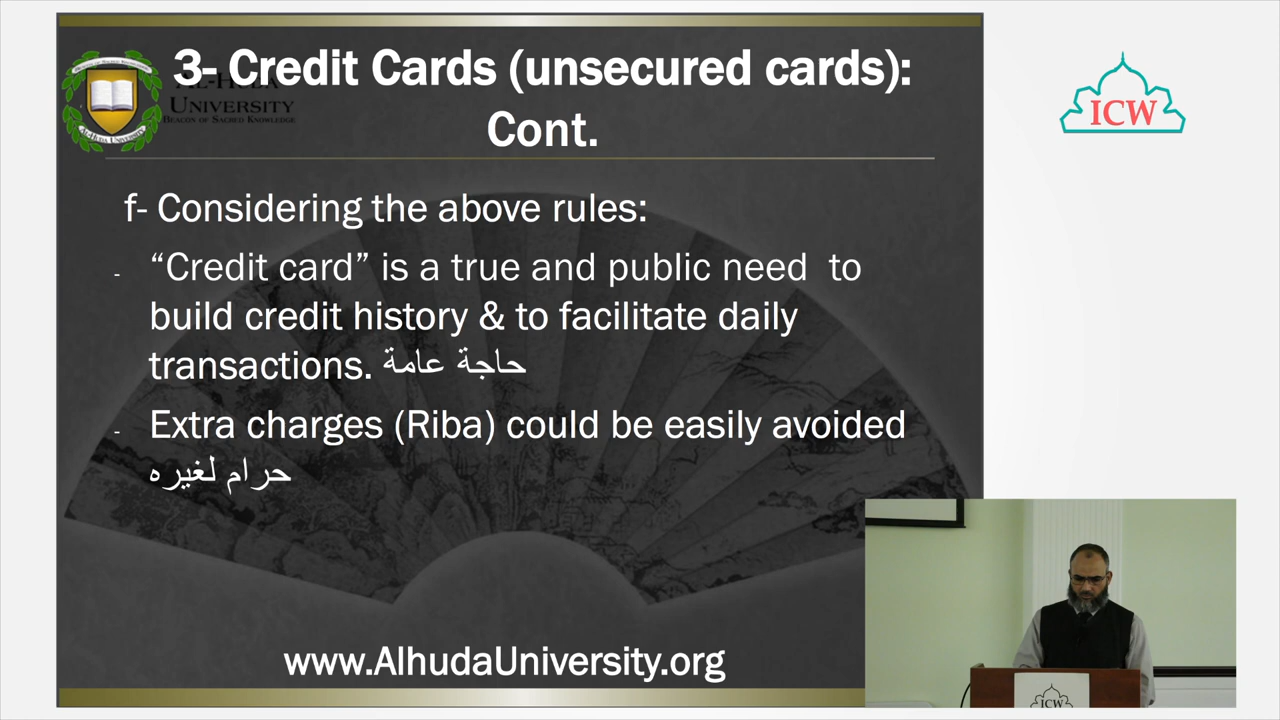 3- Credit Cards (unsecured cards):
Cont.
AL-HUDA
UNIVERSITY
BEACON OF SACRED KNOWLEDGE
ICW
f- Considering the above rules:
- “Credit card” is a true and public need to
build credit history & to facilitate daily
transactions. حاجة عامة
- Extra charges (Riba) could be easily avoided
حرام لغيره
www.AlhudaUniversity.org
ICW